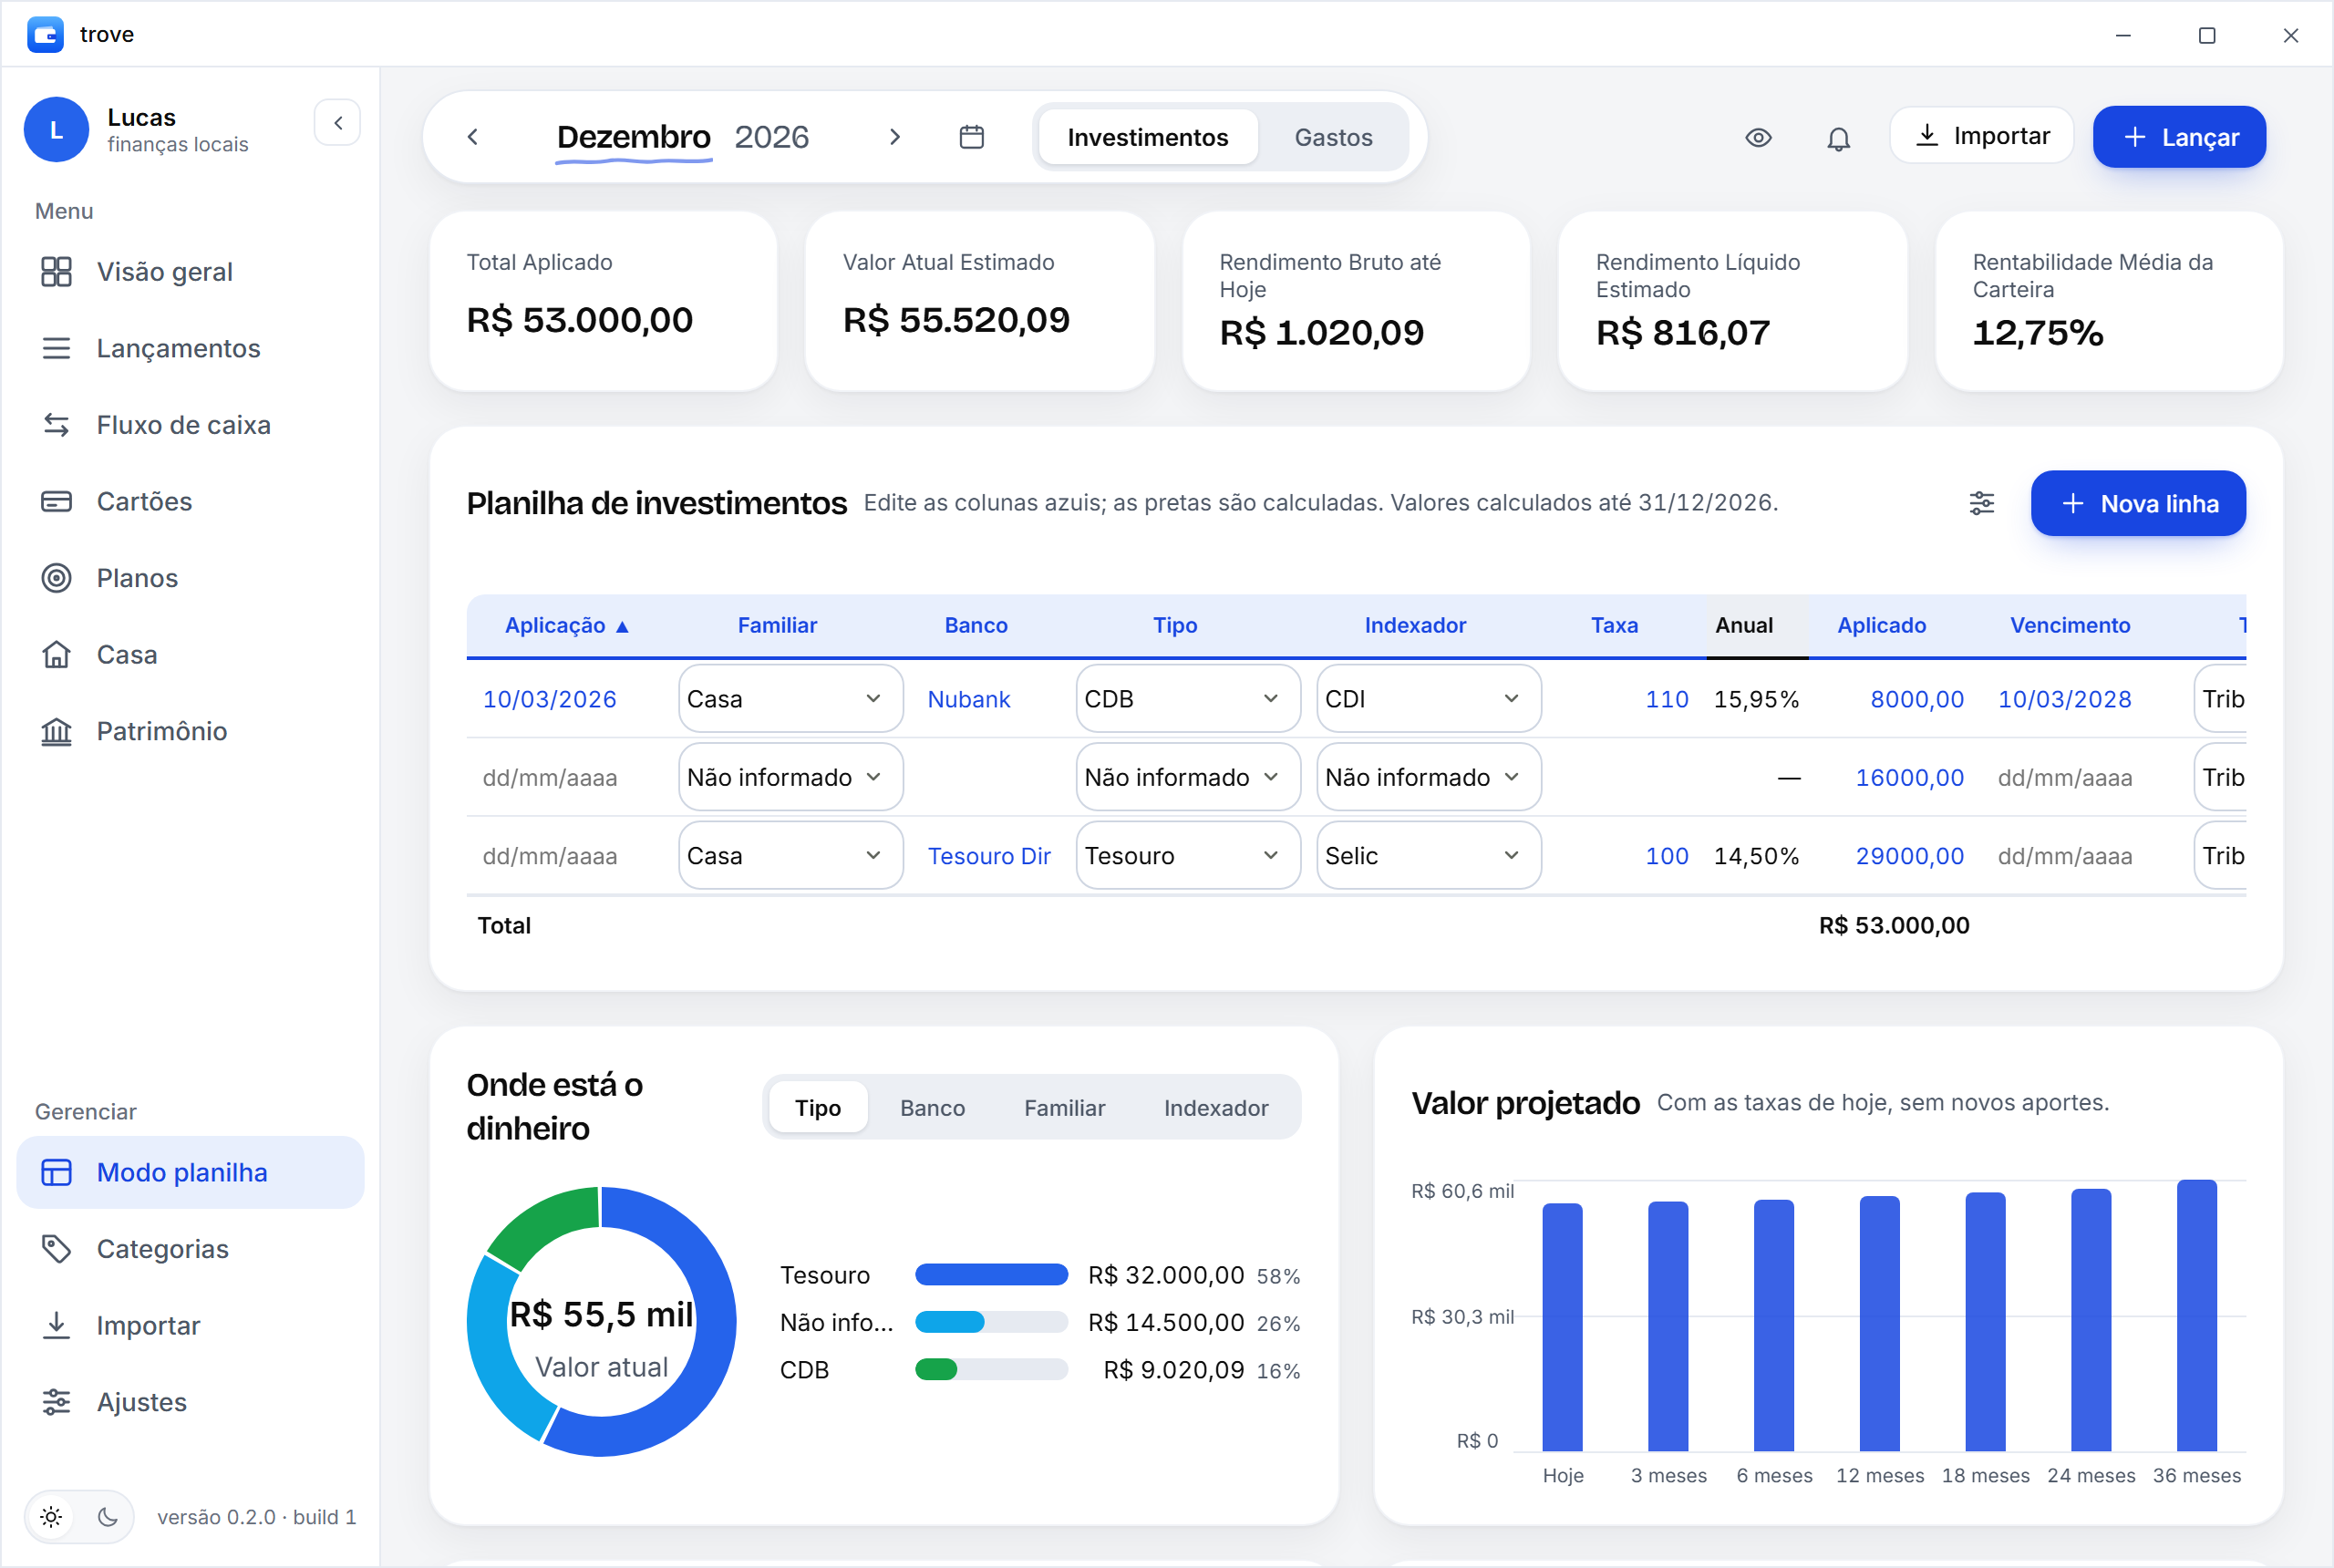 trove
L
Lucas
finanças locais
Menu
Visão geral
Lançamentos
Fluxo de caixa
Cartões
Planos
Casa
Patrimônio
Gerenciar
Modo planilha
Categorias
Importar
Ajustes
versão 0.2.0 · build 1
Dezembro 2026
Investimentos Gastos
Importar
Lançar
Total Aplicado
R$ 53.000,00
Valor Atual Estimado
R$ 55.520,09
Rendimento Bruto até
Hoje
R$ 1.020,09
Rendimento Líquido
Estimado
R$ 816,07
Rentabilidade Média da
Carteira
12,75%
Planilha de investimentos Edite as colunas azuis; as pretas são calculadas. Valores calculados até 31/12/2026.
Nova linha
Aplicação ▲ Familiar Banco Tipo Indexador Taxa Anual Aplicado Vencimento T
10/03/2026 Casa Nubank CDB CDI 110 15,95% 8000,00 10/03/2028 Trib
dd/mm/aaaa Não informado Não informado Não informado — 16000,00 dd/mm/aaaa Trib
dd/mm/aaaa Casa Tesouro Dir Tesouro Selic 100 14,50% 29000,00 dd/mm/aaaa Trib
Total R$ 53.000,00
Onde está o
dinheiro
Tipo Banco Familiar Indexador
R$ 55,5 mil
Valor atual
Tesouro R$ 32.000,00 58%
Não info... R$ 14.500,00 26%
CDB R$ 9.020,09 16%
Valor projetado Com as taxas de hoje, sem novos aportes.
R$ 60,6 mil
R$ 30,3 mil
R$ 0
Hoje 3 meses 6 meses 12 meses 18 meses 24 meses 36 meses